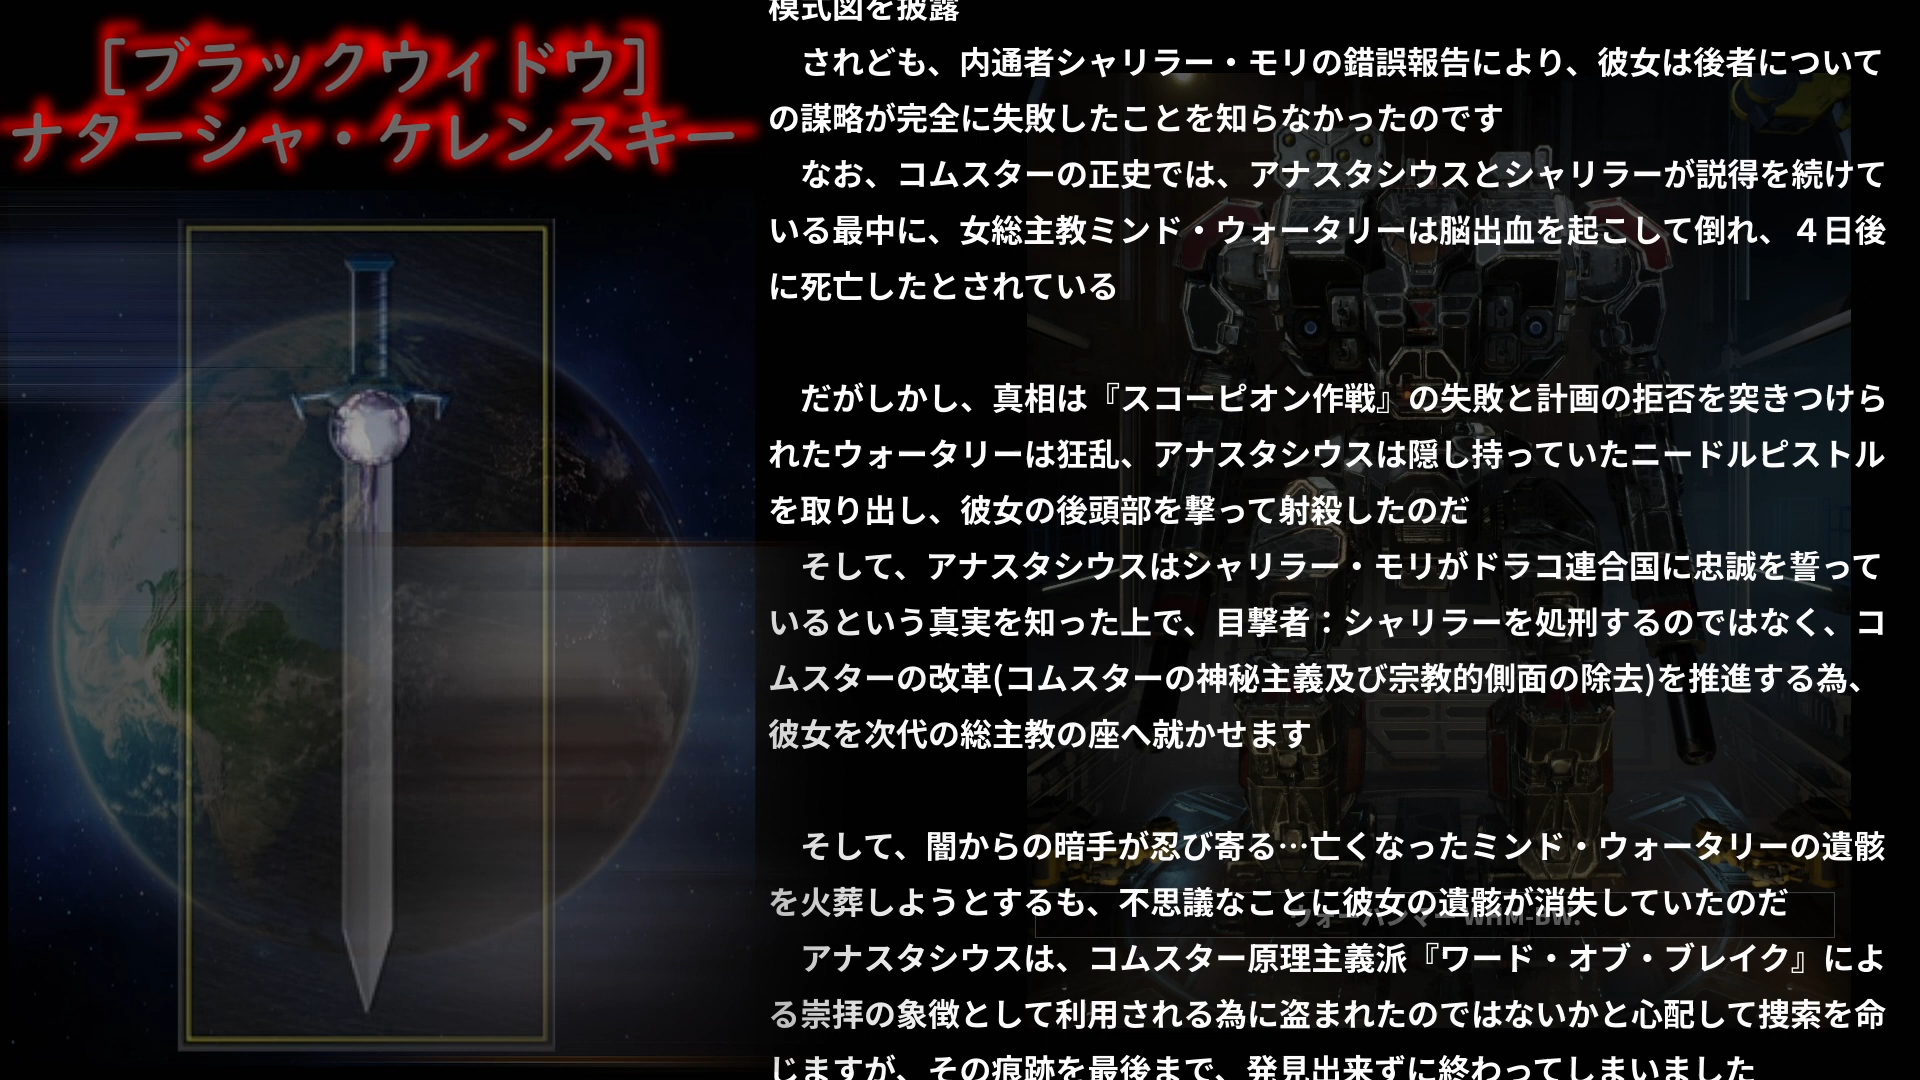 [ブラックウィドウ]
ナターシャ・ケレンスキー
模式図を披露
されども、内通者シャリラー・モリの錯誤報告により、彼女は後者について
の謀略が完全に失敗したことを知らなかったのです
なお、コムスターの正史では、アナスタシウスとシャリラーが説得を続けて
いる最中に、女総主教ミンド・ウォータリーは脳出血を起こして倒れ、４日後
に死亡したとされている
だがしかし、真相は『スコーピオン作戦』の失敗と計画の拒否を突きつけら
れたウォータリーは狂乱、アナスタシウスは隠し持っていたニードルピストル
を取り出し、彼女の後頭部を撃って射殺したのだ
そして、アナスタシウスはシャリラー・モリがドラコ連合国に忠誠を誓って
いるという真実を知った上で、目撃者：シャリラーを処刑するのではなく、コ
ムスターの改革(コムスターの神秘主義及び宗教的側面の除去)を推進する為、
彼女を次代の総主教の座へ就かせます
そして、闇からの暗手が忍び寄る…亡くなったミンド・ウォータリーの遺骸
を火葬しようとするも、不思議なことに彼女の遺骸が消失していたのだ
ウォーハンマー WHM-BW.
アナスタシウスは、コムスター原理主義派『ワード・オブ・ブレイク』によ
る崇拝の象徴として利用される為に盗まれたのではないかと心配して捜索を命
じますが、その痕跡を最後まで、発見出来ずに終わってしまいました